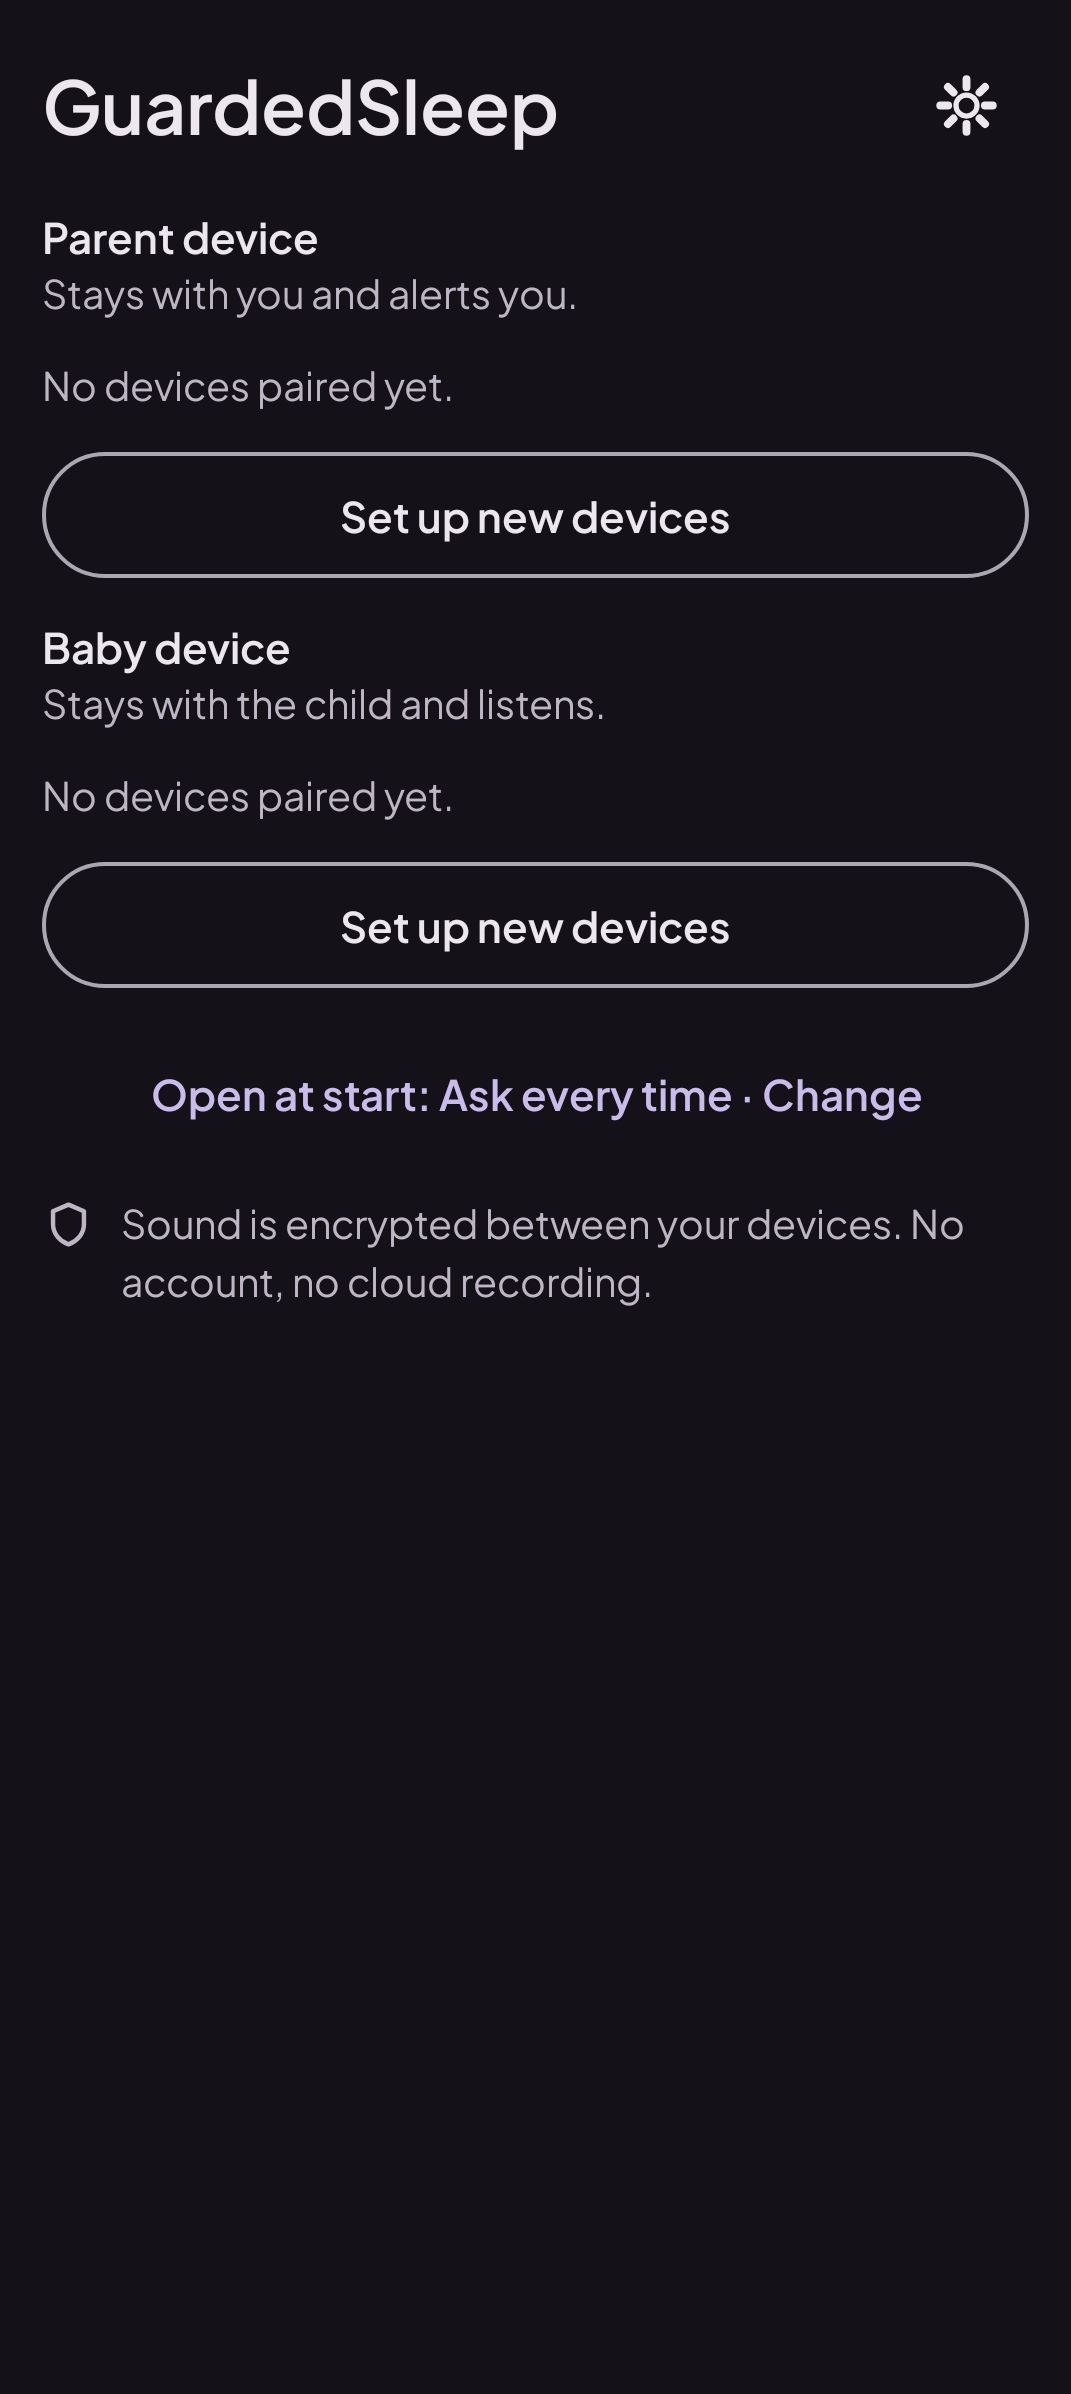 GuardedSleep
Parent device
Stays with you and alerts you.
No devices paired yet.
Set up new devices
Baby device
Stays with the child and listens.
No devices paired yet.
Set up new devices
Open at start: Ask every time · Change
Sound is encrypted between your devices. No
account, no cloud recording.